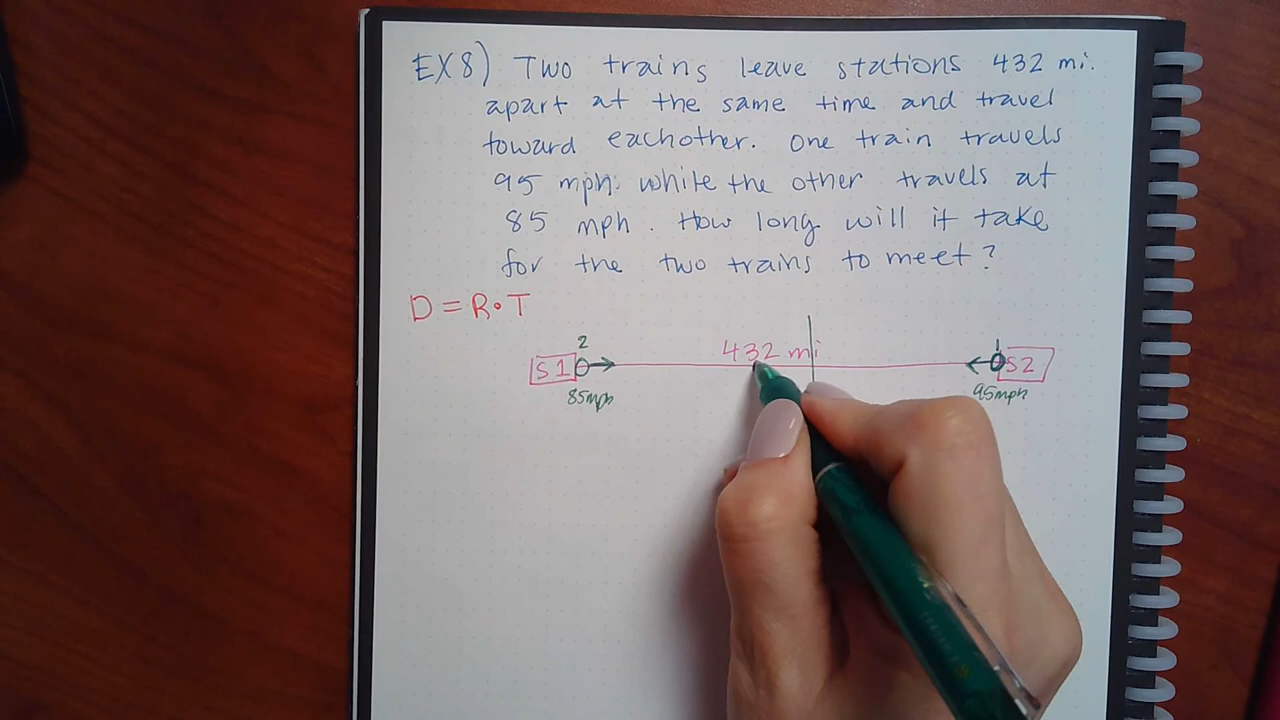 EX 8) Two trains leave stations 432 mi.
apart at the same time and travel
toward eachother. One train travels
95 mph. while the other travels at
85 mph. How long will it take
for the two trains to meet?
D = R • T
2 432 mi 1
S1 S2
85mph 95mph